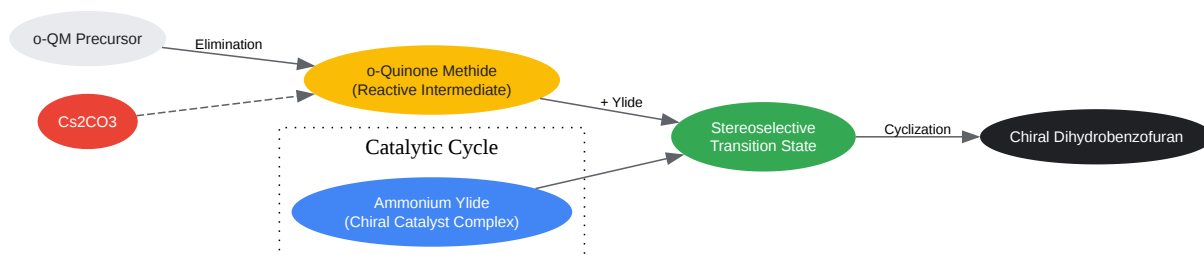 o-QM Precursor
Elimination
o-Quinone Methide
(Reactive Intermediate)
Cs2CO3
+ Ylide
Stereoselective
Transition State
Cyclization
Chiral Dihydrobenzofuran
Catalytic Cycle
Ammonium Ylide
(Chiral Catalyst Complex)